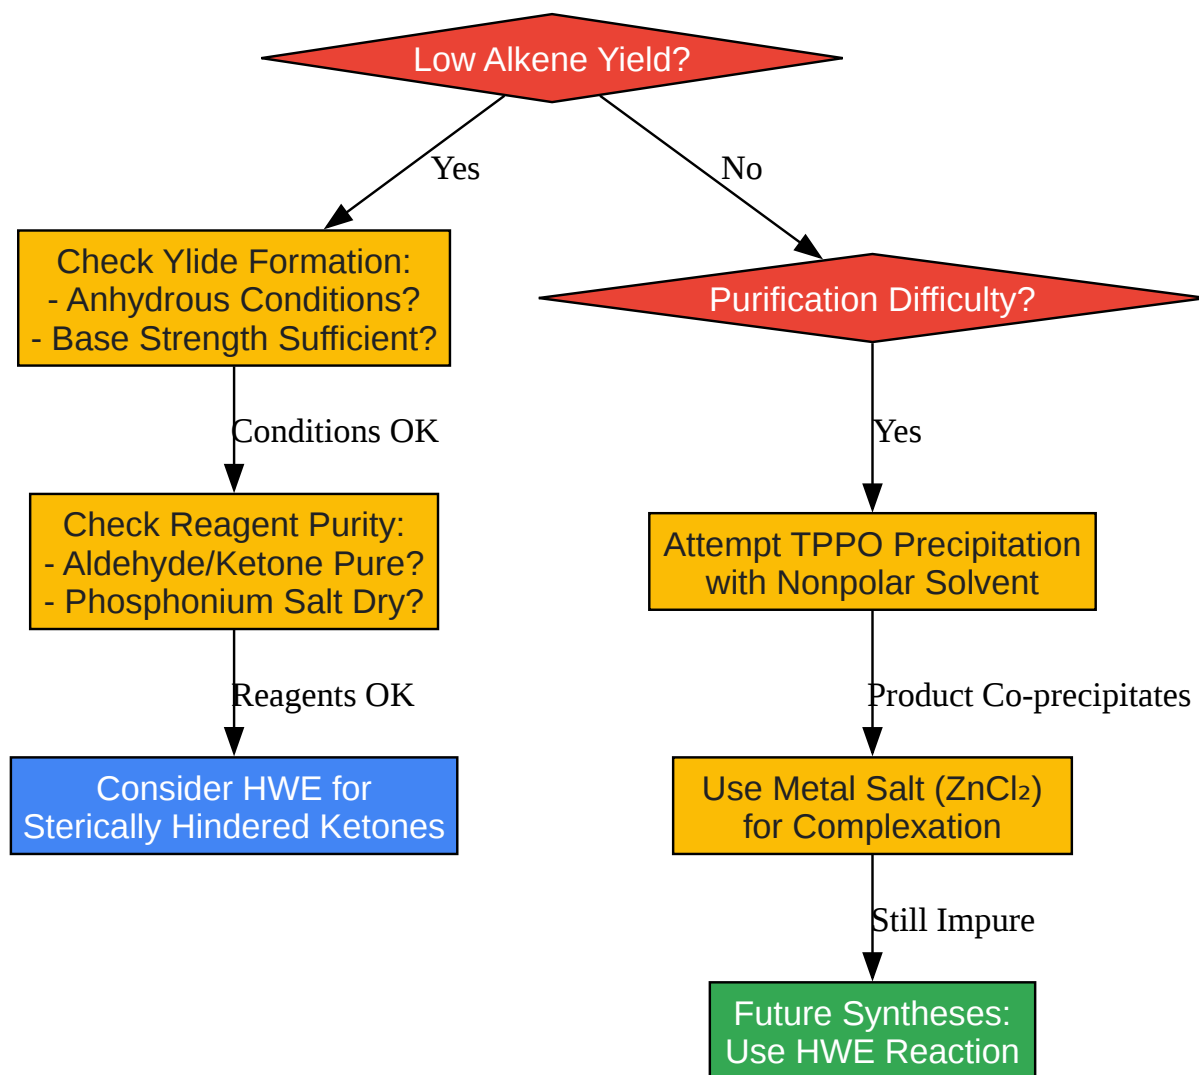 Low Alkene Yield?
Yes
No
Check Ylide Formation:
- Anhydrous Conditions?
- Base Strength Sufficient?
Purification Difficulty?
Conditions OK
Yes
Check Reagent Purity:
- Aldehyde/Ketone Pure?
- Phosphonium Salt Dry?
Attempt TPPO Precipitation
with Nonpolar Solvent
Reagents OK
Product Co-precipitates
Consider HWE for
Sterically Hindered Ketones
Use Metal Salt (ZnCl₂)
for Complexation
Still Impure
Future Syntheses:
Use HWE Reaction